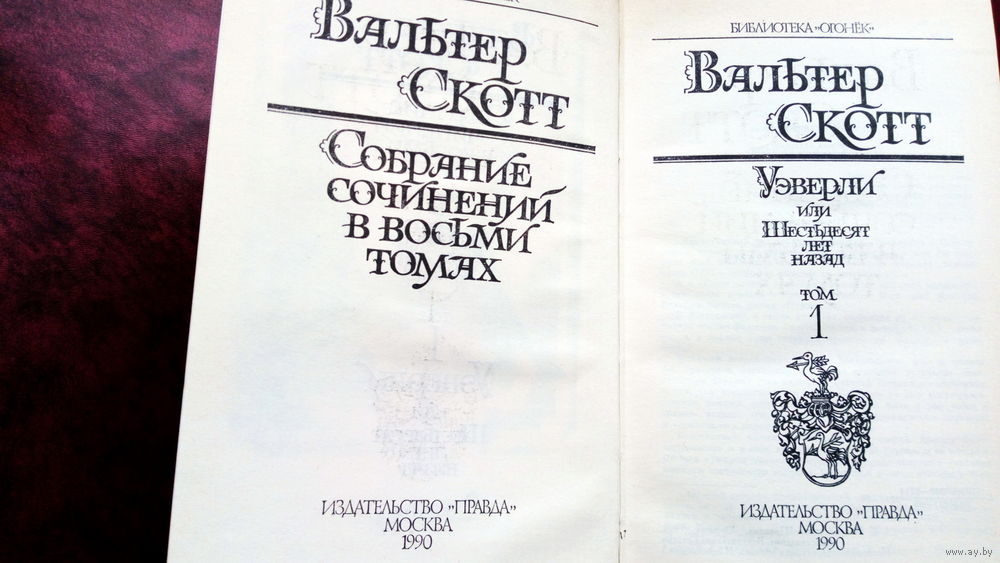 Вальтер
Скотт
Собрание
сочинений
в восьми
томах
ИЗДАТЕЛЬСТВО „ПРАВДА“
МОСКВА
1990
БИБЛИОТЕКА „ОГОНЁК“
Вальтер
Скотт
Уэверли
или
Шестьдесят
лет
назад
том
1
ИЗДАТЕЛЬСТВО „ПРАВДА“
МОСКВА
1990
www.ay.by